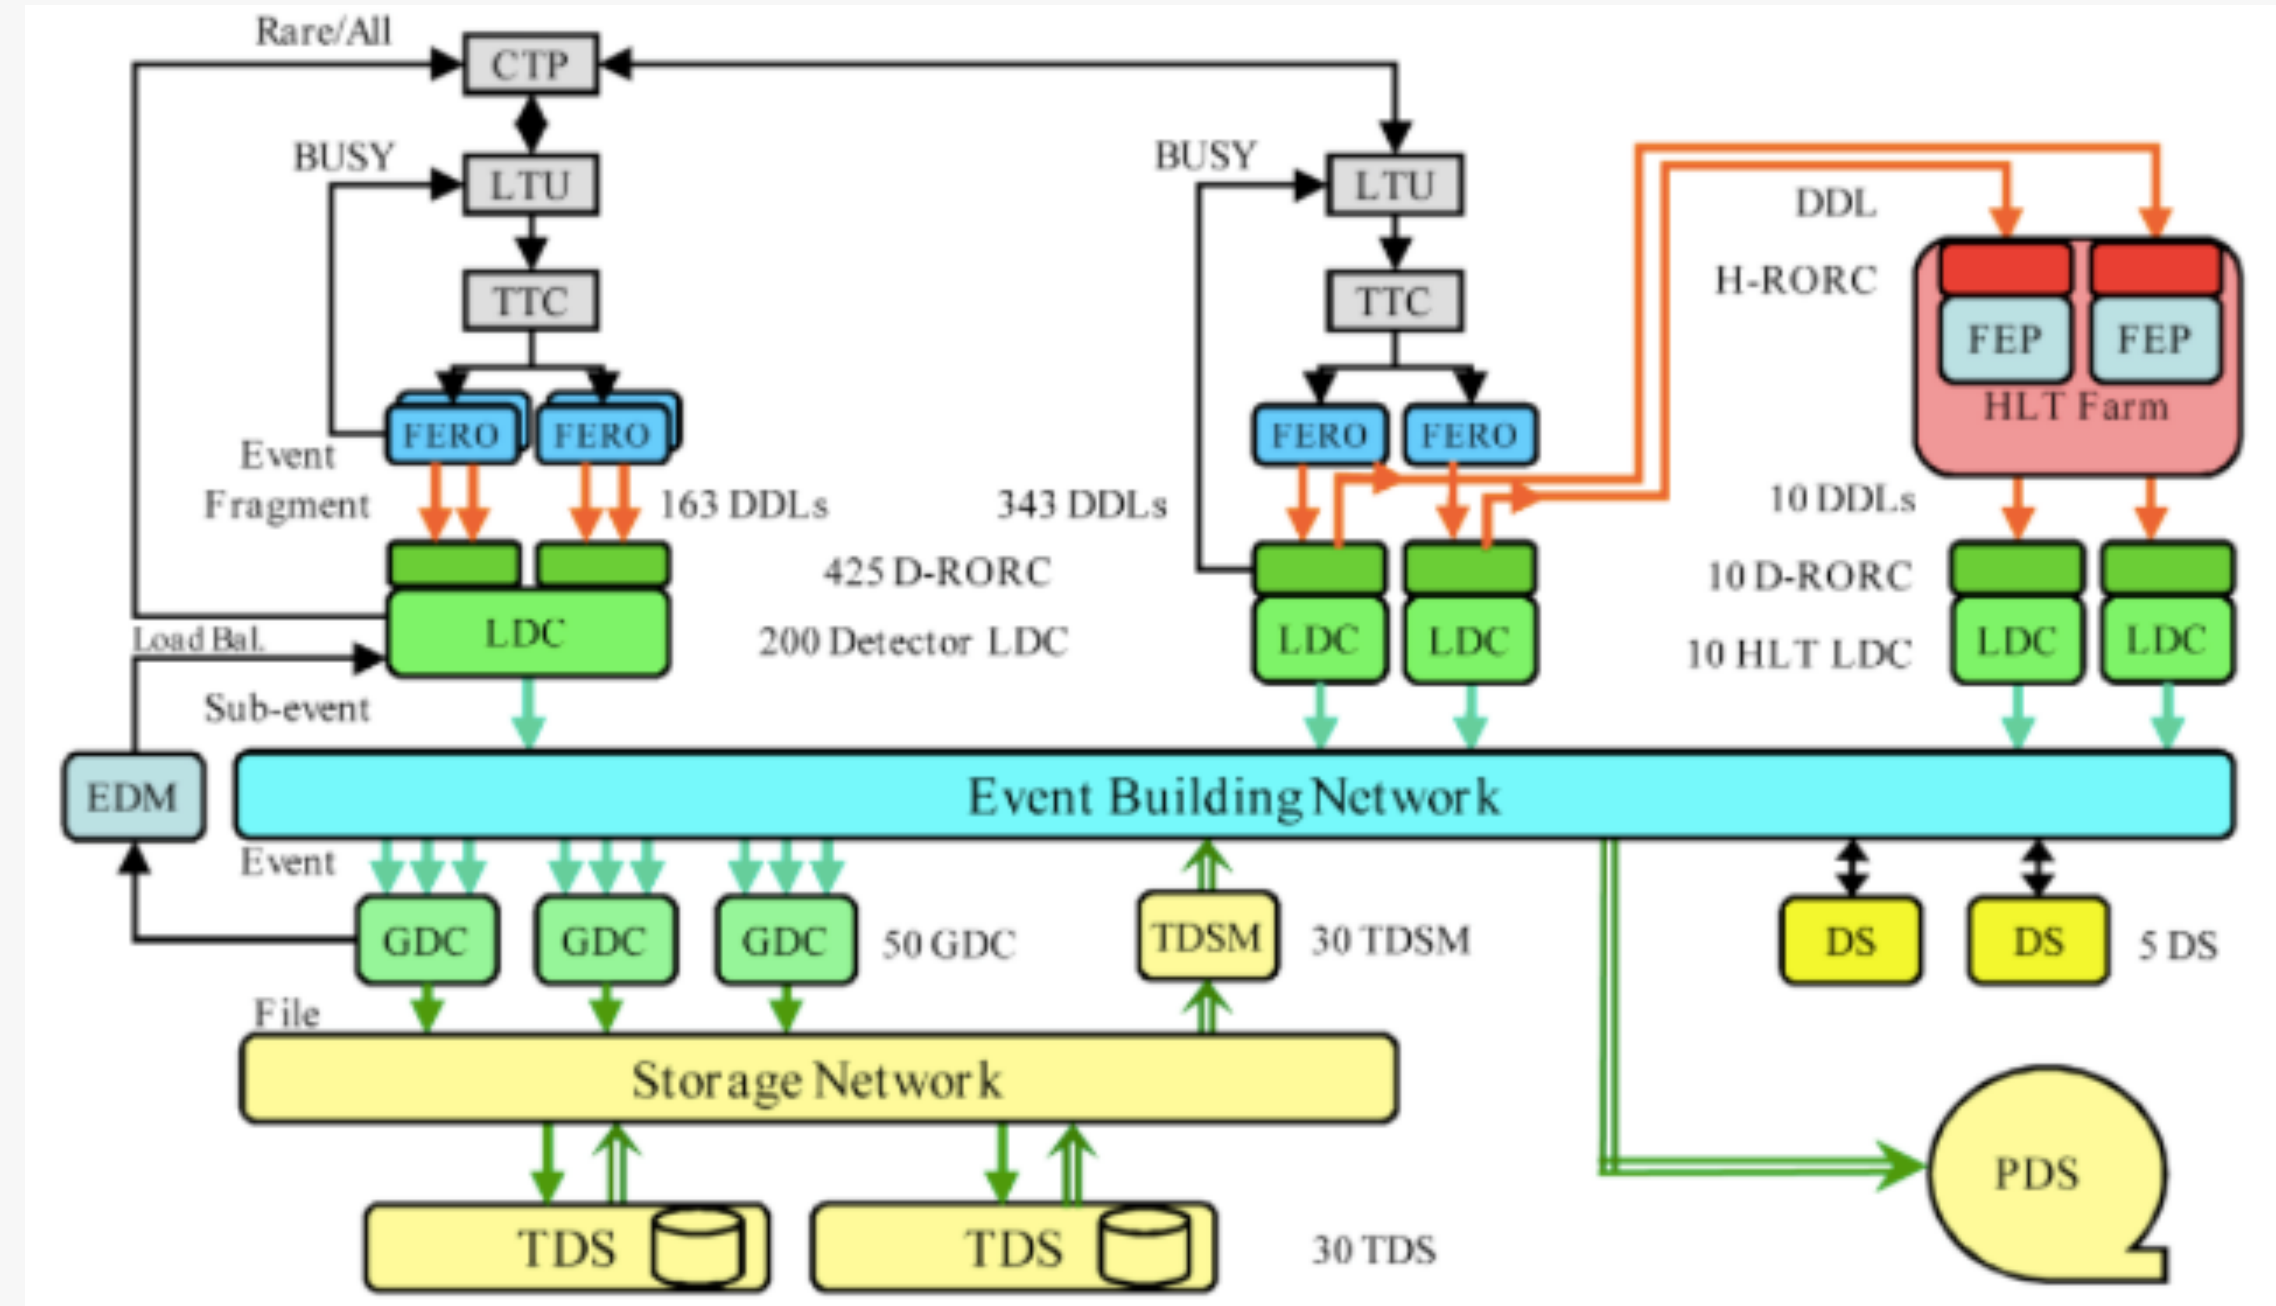 Rare/All
CTP
BUSY
LTU
BUSY
LTU
DDL
TTC
TTC
H-RORC
FEP
FEP
HLT Farm
FERO
FERO
FERO
FERO
Event
Fragment
163 DDLs
343 DDLs
10 DDLs
425 D-RORC
10 D-RORC
LDC
200 Detector LDC
LDC
LDC
10 HLT LDC
LDC
LDC
Load Bal.
Sub-event
EDM
Event Building Network
Event
GDC
GDC
GDC
50 GDC
TDSM
30 TDSM
DS
DS
5 DS
File
Storage Network
PDS
TDS
TDS
30 TDS